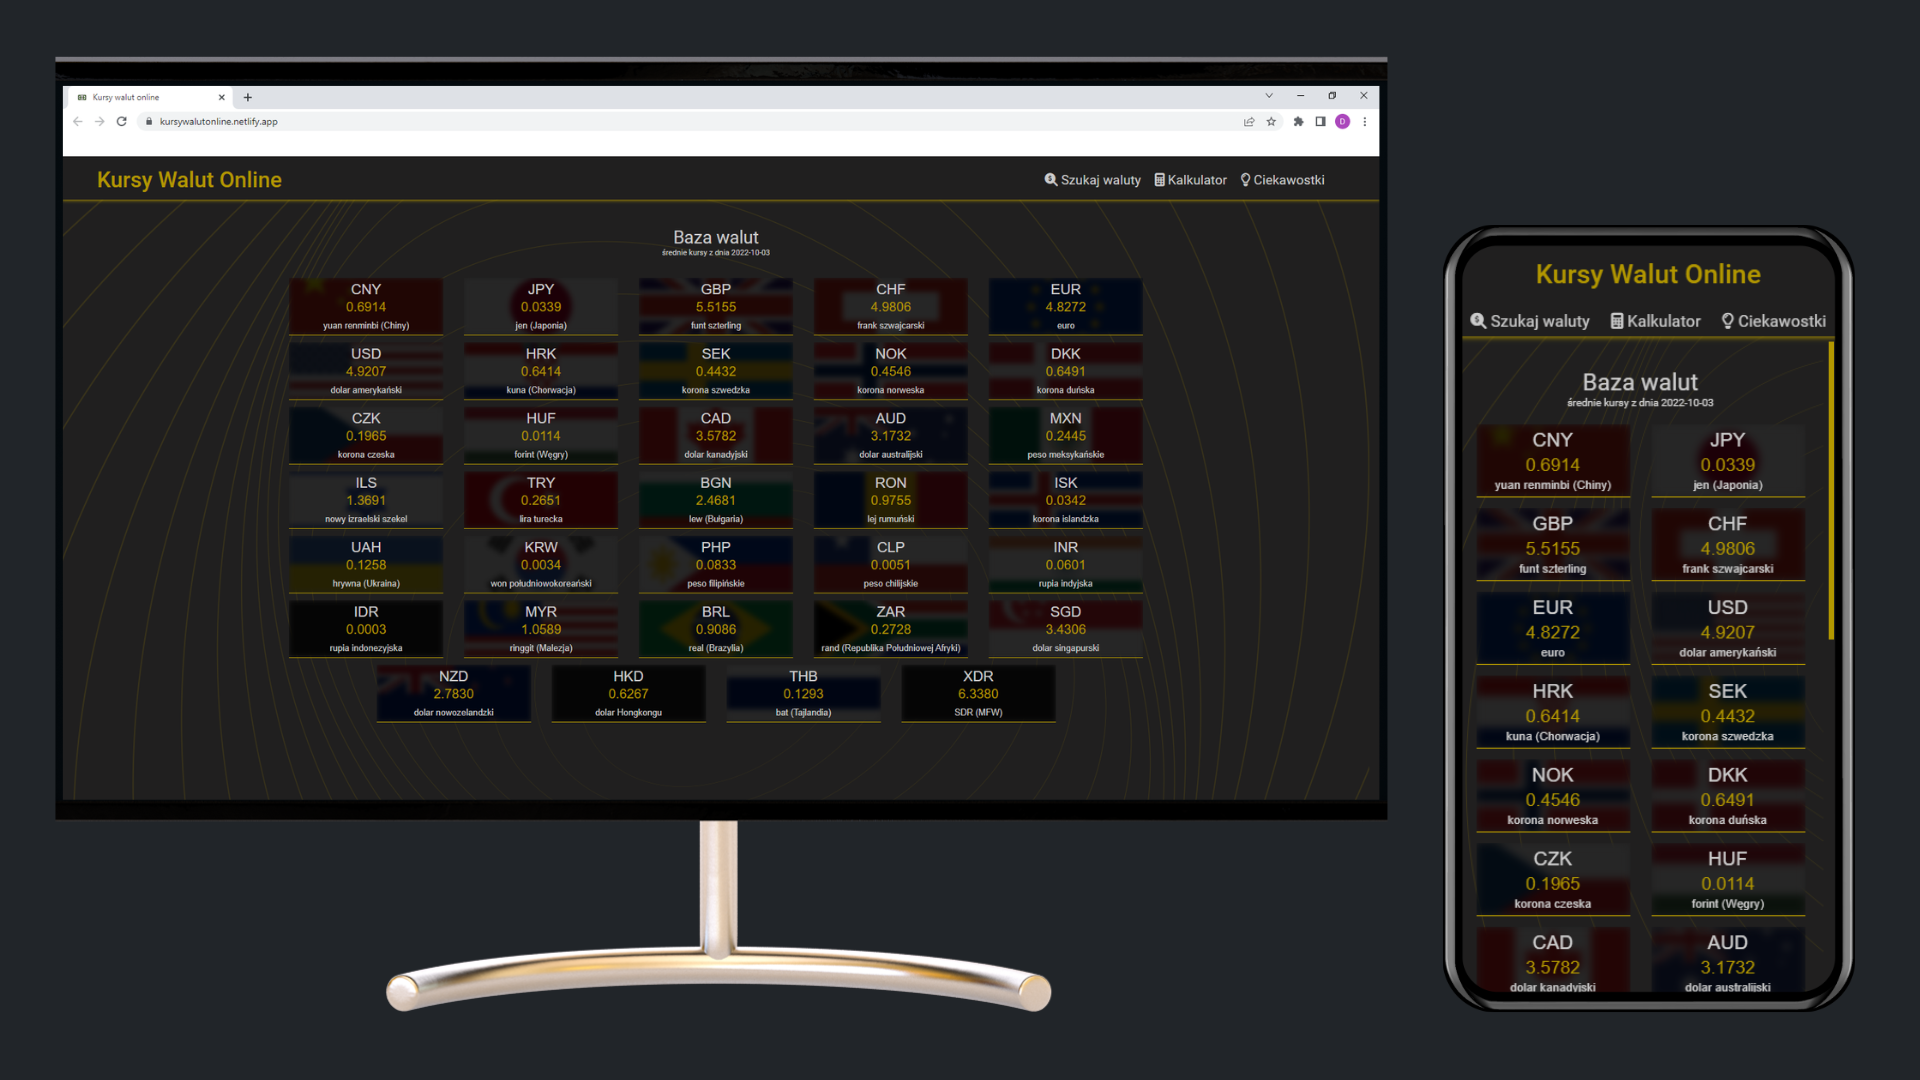 Kursy walut online
kursywalutonline.netlify.app
D
Kursy Walut Online
Szukaj waluty Kalkulator Ciekawostki
Baza walut
średnie kursy z dnia 2022-10-03
CNY JPY GBP CHF EUR
0.6914 0.0339 5.5155 4.9806 4.8272
yuan renminbi (Chiny) jen (Japonia) funt szterling frank szwajcarski euro
USD HRK SEK NOK DKK
4.9207 0.6414 0.4432 0.4546 0.6491
dolar amerykański kuna (Chorwacja) korona szwedzka korona norweska korona duńska
CZK HUF CAD AUD MXN
0.1965 0.0114 3.5782 3.1732 0.2445
korona czeska forint (Węgry) dolar kanadyjski dolar australijski peso meksykańskie
ILS TRY BGN RON ISK
1.3691 0.2651 2.4681 0.9755 0.0342
nowy izraelski szekel lira turecka lew (Bułgaria) lej rumuński korona islandzka
UAH KRW PHP CLP INR
0.1258 0.0034 0.0833 0.0051 0.0601
hrywna (Ukraina) won południowokoreański peso filipińskie peso chilijskie rupia indyjska
IDR MYR BRL ZAR SGD
0.0003 1.0589 0.9086 0.2728 3.4306
rupia indonezyjska ringgit (Malezja) real (Brazylia) rand (Republika Południowej Afryki) dolar singapurski
NZD HKD THB XDR
2.7830 0.6267 0.1293 6.3380
dolar nowozelandzki dolar Hongkongu bat (Tajlandia) SDR (MFW)
Kursy Walut Online
Szukaj waluty Kalkulator Ciekawostki
Baza walut
średnie kursy z dnia 2022-10-03
CNY JPY
0.6914 0.0339
yuan renminbi (Chiny) jen (Japonia)
GBP CHF
5.5155 4.9806
funt szterling frank szwajcarski
EUR USD
4.8272 4.9207
euro dolar amerykański
HRK SEK
0.6414 0.4432
kuna (Chorwacja) korona szwedzka
NOK DKK
0.4546 0.6491
korona norweska korona duńska
CZK HUF
0.1965 0.0114
korona czeska forint (Węgry)
CAD AUD
3.5782 3.1732
dolar kanadyjski dolar australijski